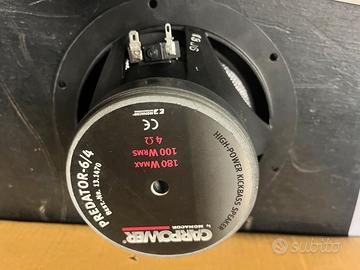 CARPOWER
by MONACOR
HIGH-POWER KICKBASS SPEAKER
180 WMAX
100 WRMS
4 Ω
CE
PREDATOR-6/4
Best.-Nr. 13.1470
subito